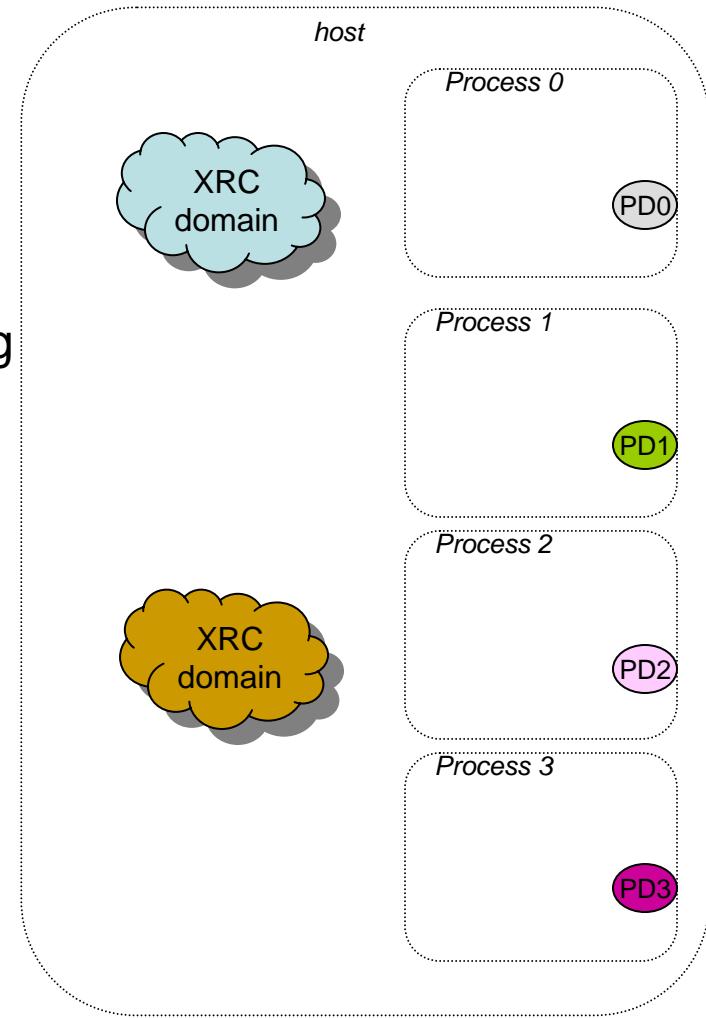 host
Process 0
XRC
domain
PD0
Process 1
g
PD1
Process 2
XRC
domain
PD2
Process 3
PD3